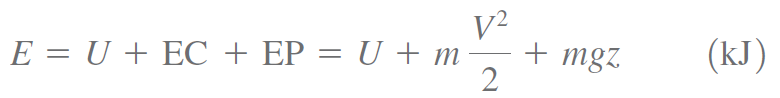 E = U + EC + EP = U + m V²/2 + mgz (kJ)